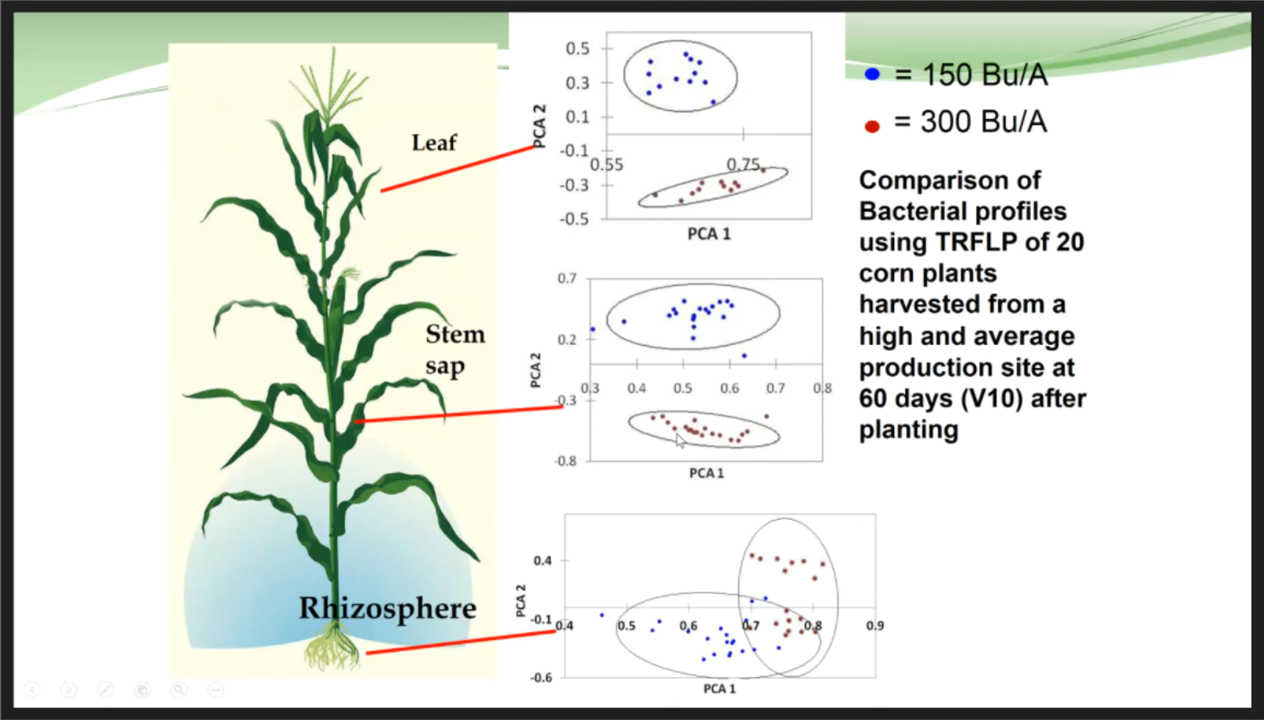 Leaf
Stem
sap
Rhizosphere
0.5
0.3
0.1
-0.1
-0.3
-0.5
0.55
0.75
PCA 2
PCA 1
0.7
0.2
-0.3
-0.8
0.3 0.4 0.5 0.6 0.7 0.8
PCA 2
PCA 1
0.4
-0.1
-0.6
0.4 0.5 0.6 0.7 0.8 0.9
PCA 2
PCA 1
= 150 Bu/A
= 300 Bu/A
Comparison of
Bacterial profiles
using TRFLP of 20
corn plants
harvested from a
high and average
production site at
60 days (V10) after
planting